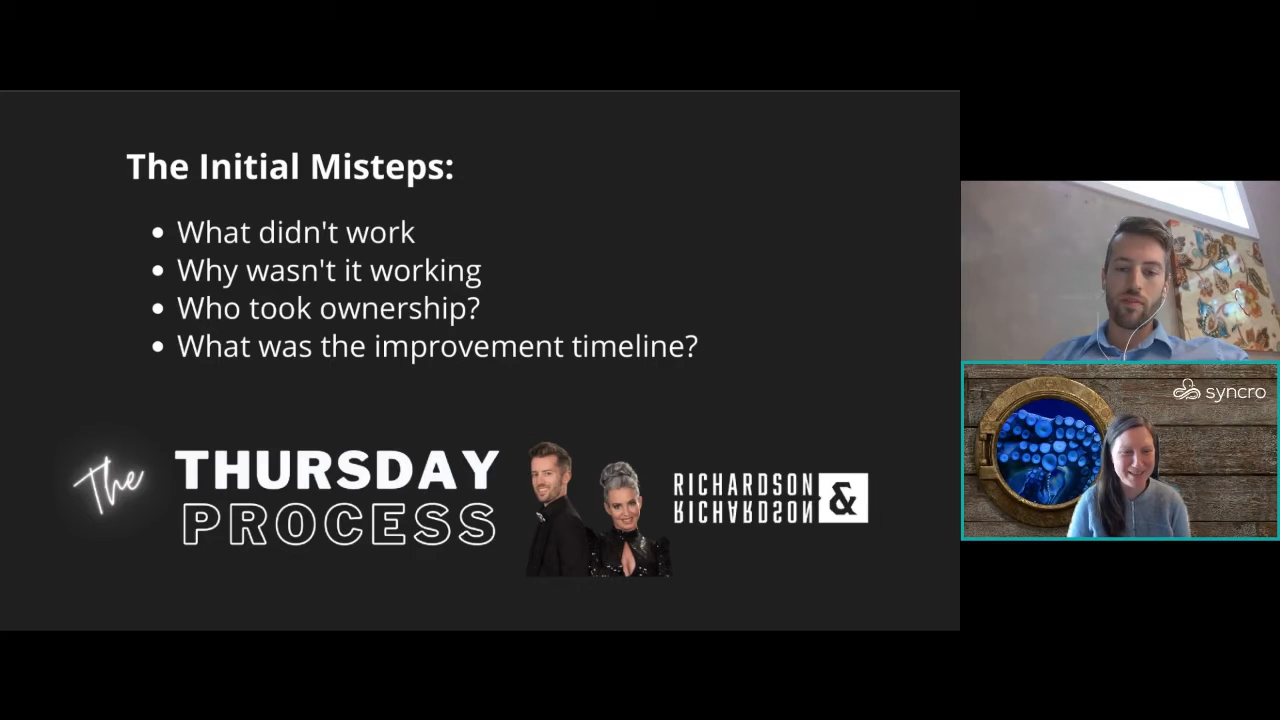 The Initial Misteps:
What didn't work
Why wasn't it working
Who took ownership?
What was the improvement timeline?
The THURSDAY
PROCESS
RICHARDSON
RICHARDSON &
syncro